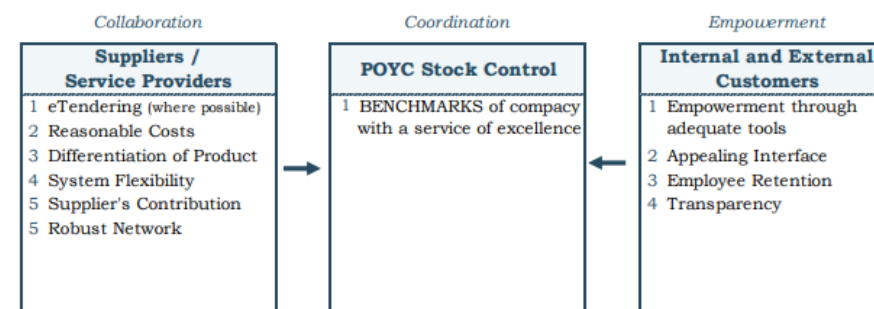 Collaboration
Suppliers /
Service Providers
1 eTendering (where possible)
2 Reasonable Costs
3 Differentiation of Product
4 System Flexibility
5 Supplier's Contribution
5 Robust Network
Coordination
POYC Stock Control
1 BENCHMARKS of compacy
with a service of excellence
Empowerment
Internal and External
Customers
1 Empowerment through
adequate tools
2 Appealing Interface
3 Employee Retention
4 Transparency